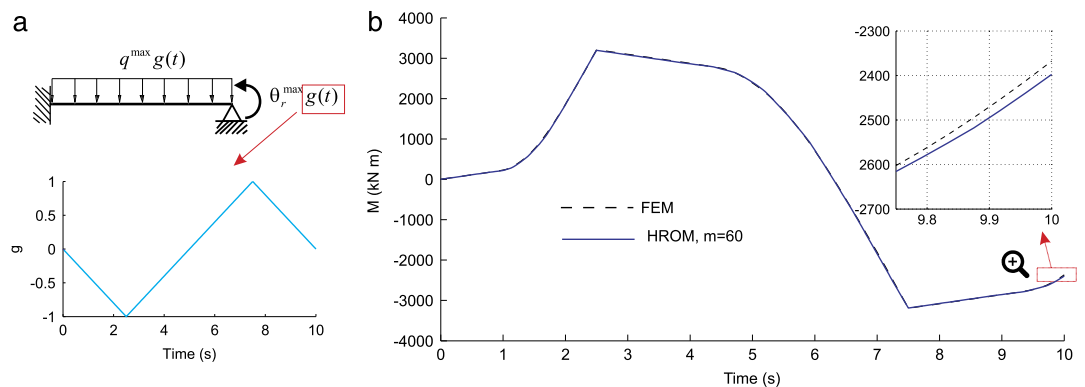 a
q^max g(t)
θ_r^max g(t)
1
0.5
0
-0.5
-1
g
0 2 4 6 8 10
Time (s)
b
4000
3000
2000
1000
0
-1000
-2000
-3000
-4000
M (kN m)
0 1 2 3 4 5 6 7 8 9 10
Time (s)
FEM
HROM, m=60
-2300
-2400
-2500
-2600
-2700
9.8 9.9 10